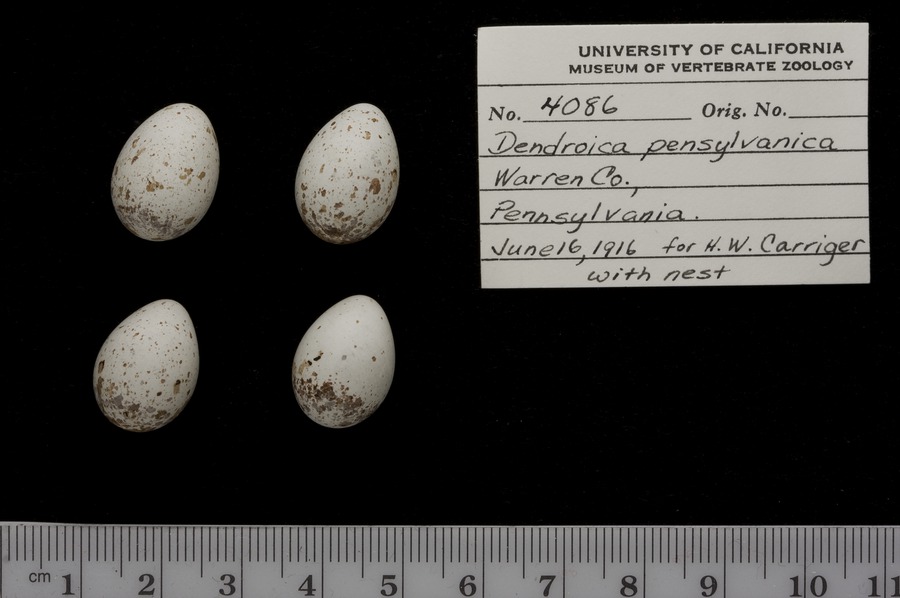 UNIVERSITY OF CALIFORNIA
MUSEUM OF VERTEBRATE ZOOLOGY
No. 4086 Orig. No.
Dendroica pensylvanica
Warren Co.,
Pennsylvania.
June 16, 1916 for H. W. Carriger
with nest
cm 1 2 3 4 5 6 7 8 9 10 11